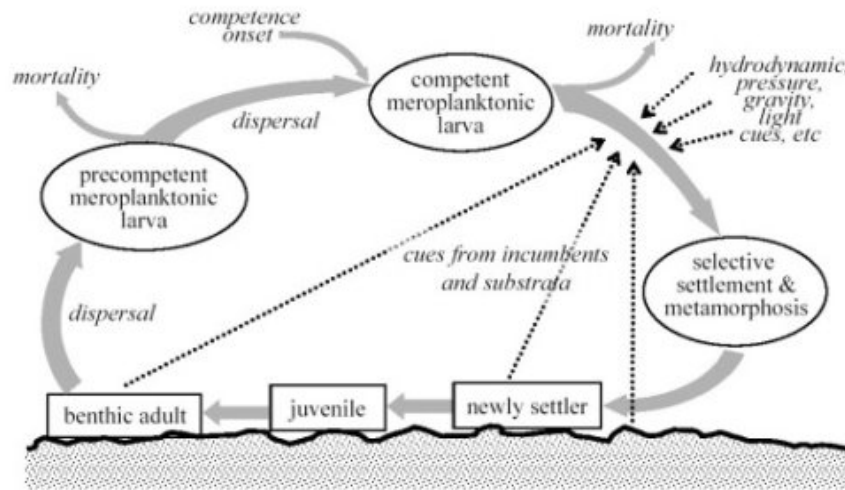 competence
onset
mortality
mortality
competent
meroplanktonic
larva
hydrodynamic,
pressure,
gravity,
light
cues, etc
dispersal
precompetent
meroplanktonic
larva
cues from incumbents
and substrata
selective
settlement &
metamorphosis
dispersal
benthic adult
juvenile
newly settler